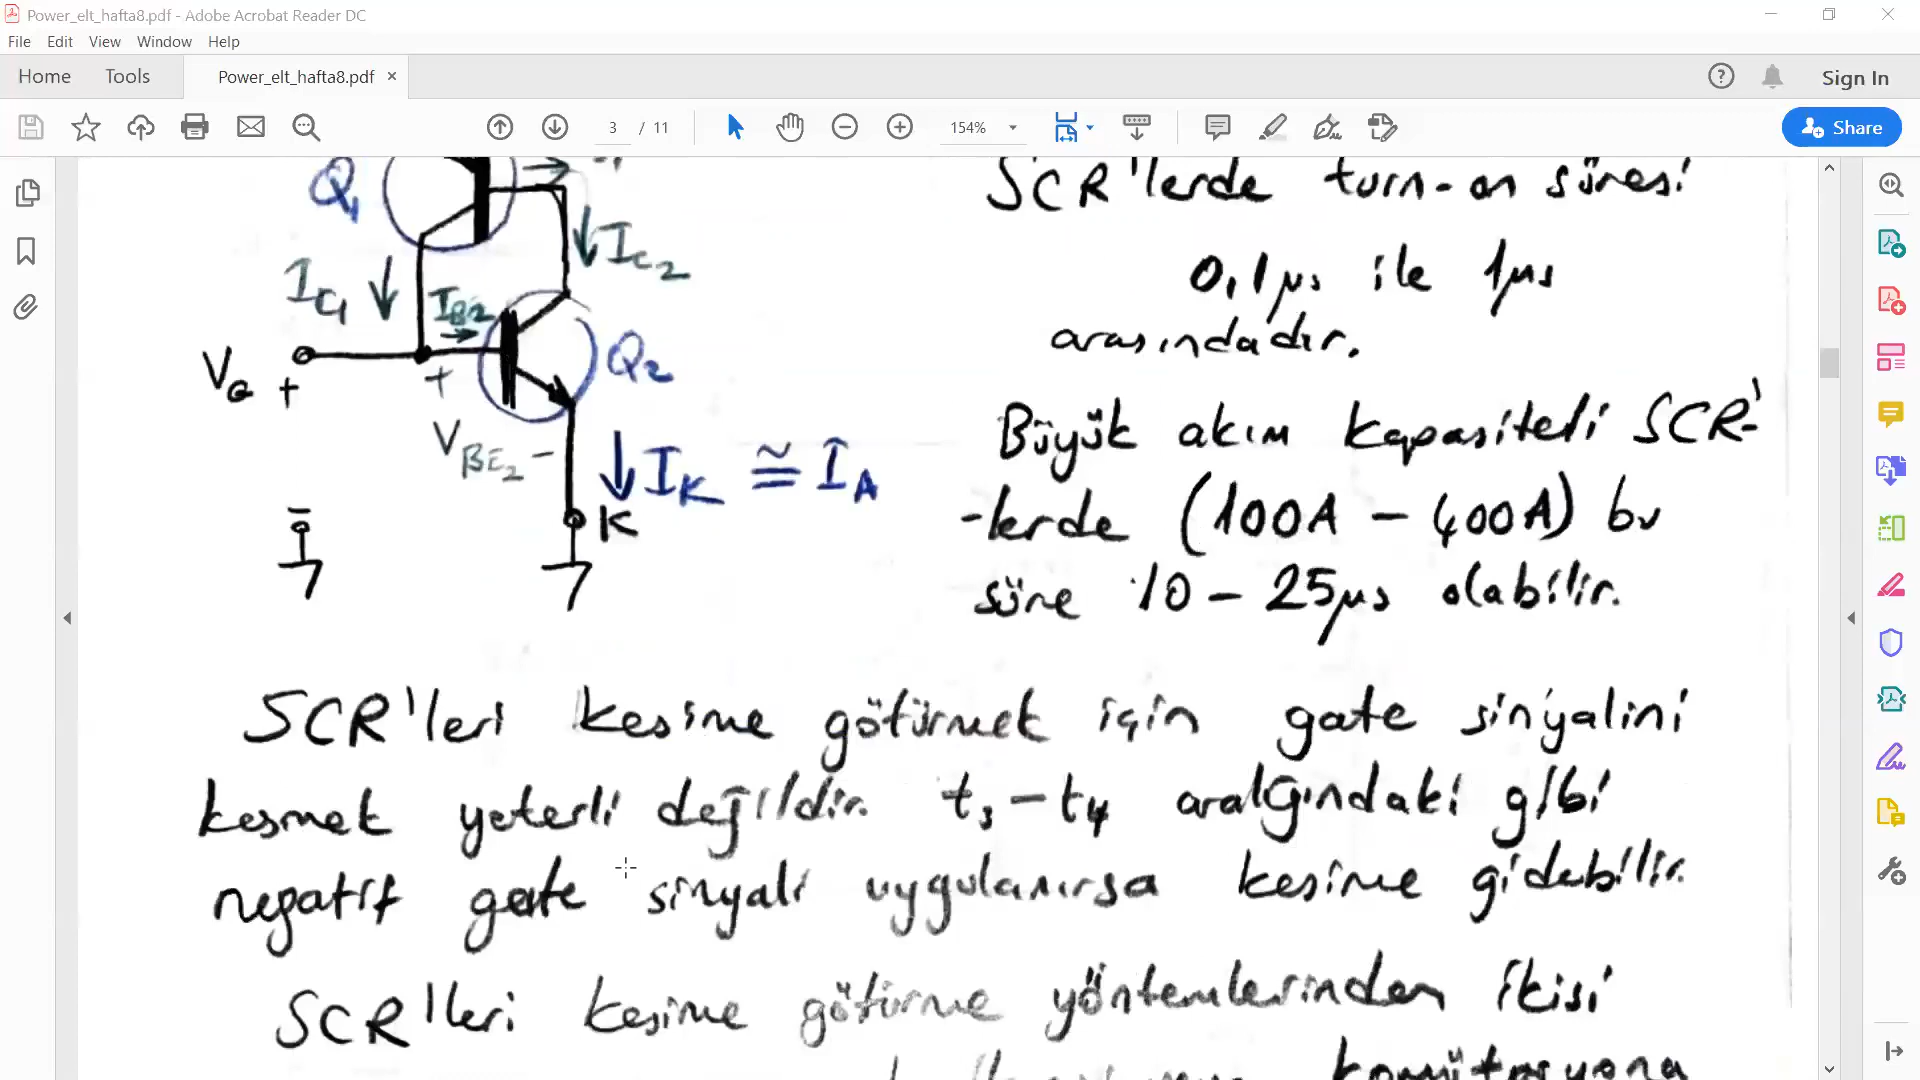 Power_elt_hafta8.pdf - Adobe Acrobat Reader DC
File Edit View Window Help
Home Tools Power_elt_hafta8.pdf ×
Sign In
3 / 11 154% Share
Q1
SCR'lerde turn-on süresi
IC2
0,1μs ile 1μs
IC1
IB2
arasındadır.
VG +
+
Q2
Büyük akım kapasiteli SCR'
VBE2 -
IK ≅ IA
-
K
-lerde (100A - 400A) bu
süre 10 - 25μs olabilir.
SCR'leri kesime götürmek için gate sinyalini
kesmek yeterli değildir. t3-t4 aralığındaki gibi
negatif gate sinyali uygulanırsa kesime gidebilir.
SCR'leri kesime götürme yöntemlerinden ikisi
komütasyona